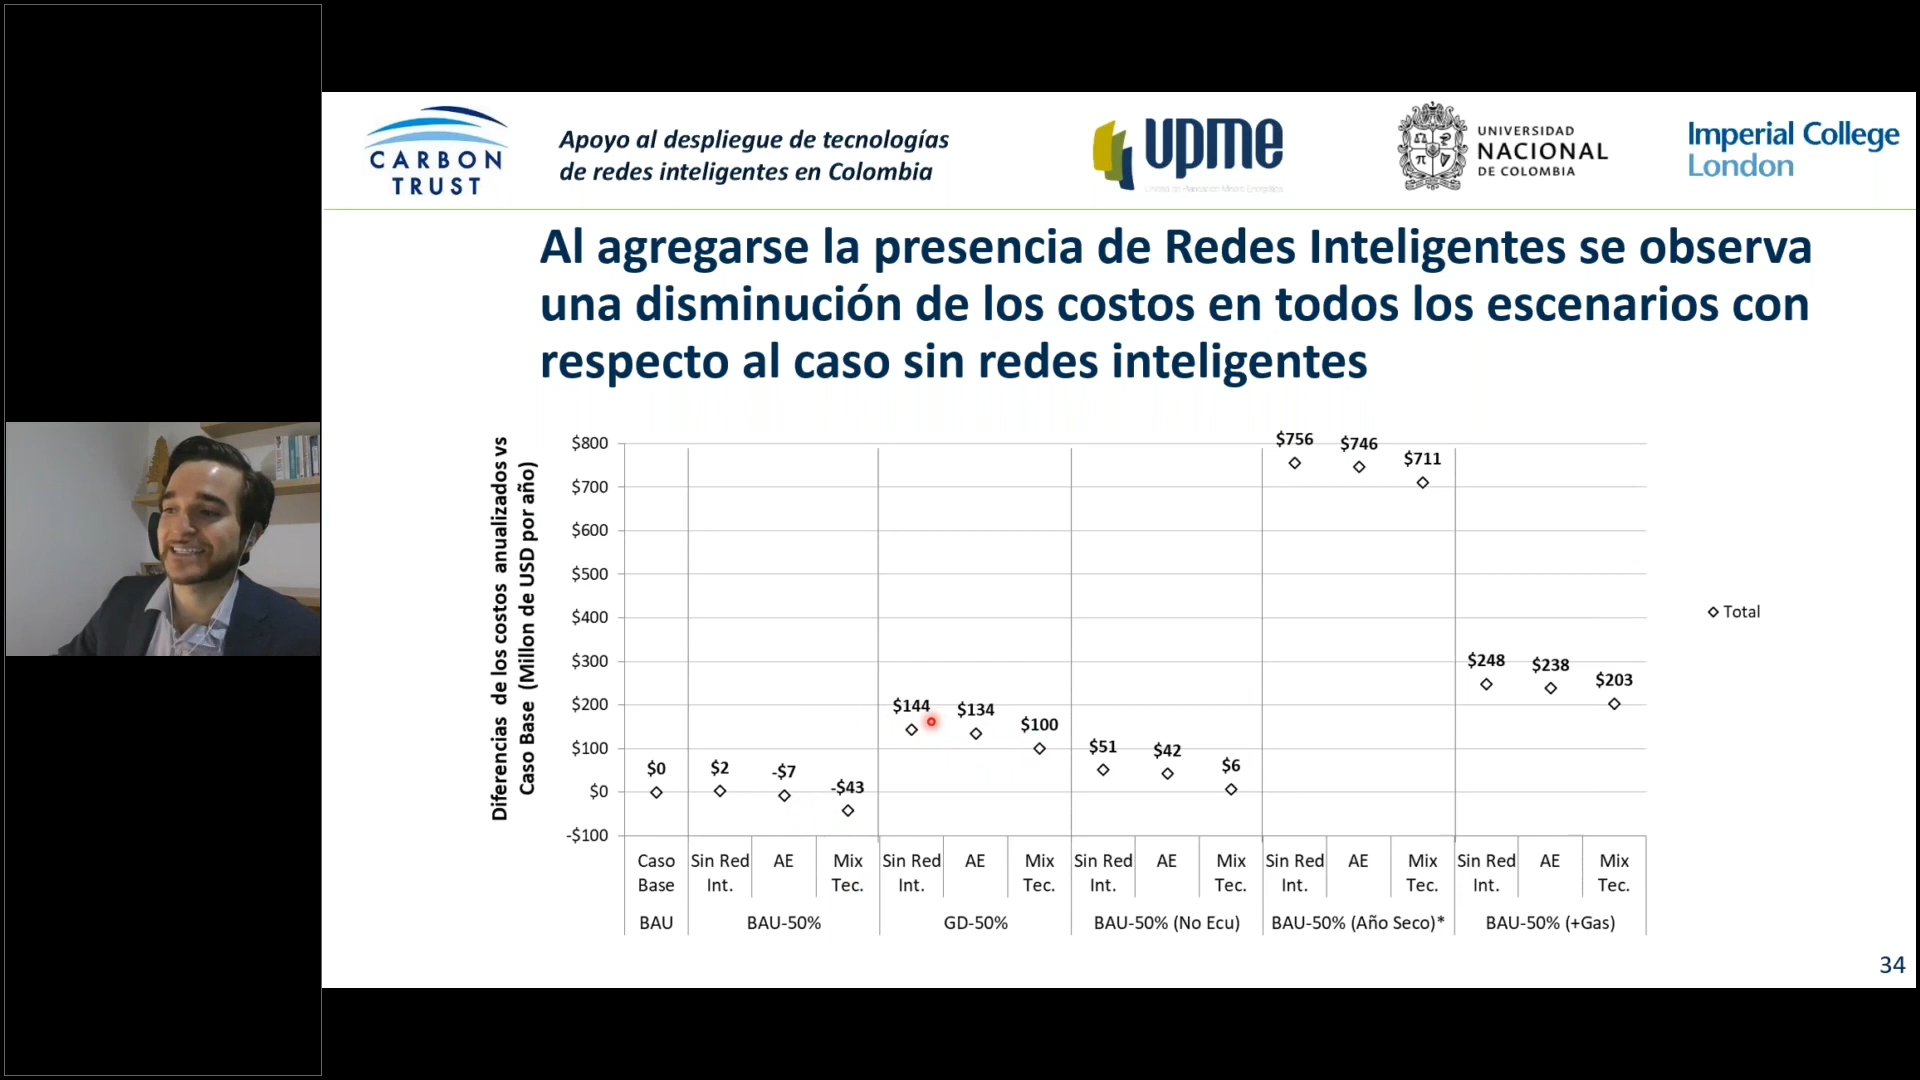 CARBON
TRUST
Apoyo al despliegue de tecnologías
de redes inteligentes en Colombia
upme
Unidad de Planeación Minero Energética
UNIVERSIDAD
NACIONAL
DE COLOMBIA
Imperial College
London
Al agregarse la presencia de Redes Inteligentes se observa
una disminución de los costos en todos los escenarios con
respecto al caso sin redes inteligentes
Diferencias de los costos anualizados vs
Caso Base (Millon de USD por año)
$800
$700
$600
$500
$400
$300
$200
$100
$0
-$100
$0
$2
-$7
-$43
$144
$134
$100
$51
$42
$6
$756
$746
$711
$248
$238
$203
Total
Caso Sin Red AE Mix Sin Red AE Mix Sin Red AE Mix Sin Red AE Mix Sin Red AE Mix
Base Int. Tec. Int. Tec. Int. Tec. Int. Tec. Int. Tec.
BAU BAU-50% GD-50% BAU-50% (No Ecu) BAU-50% (Año Seco)* BAU-50% (+Gas)
34